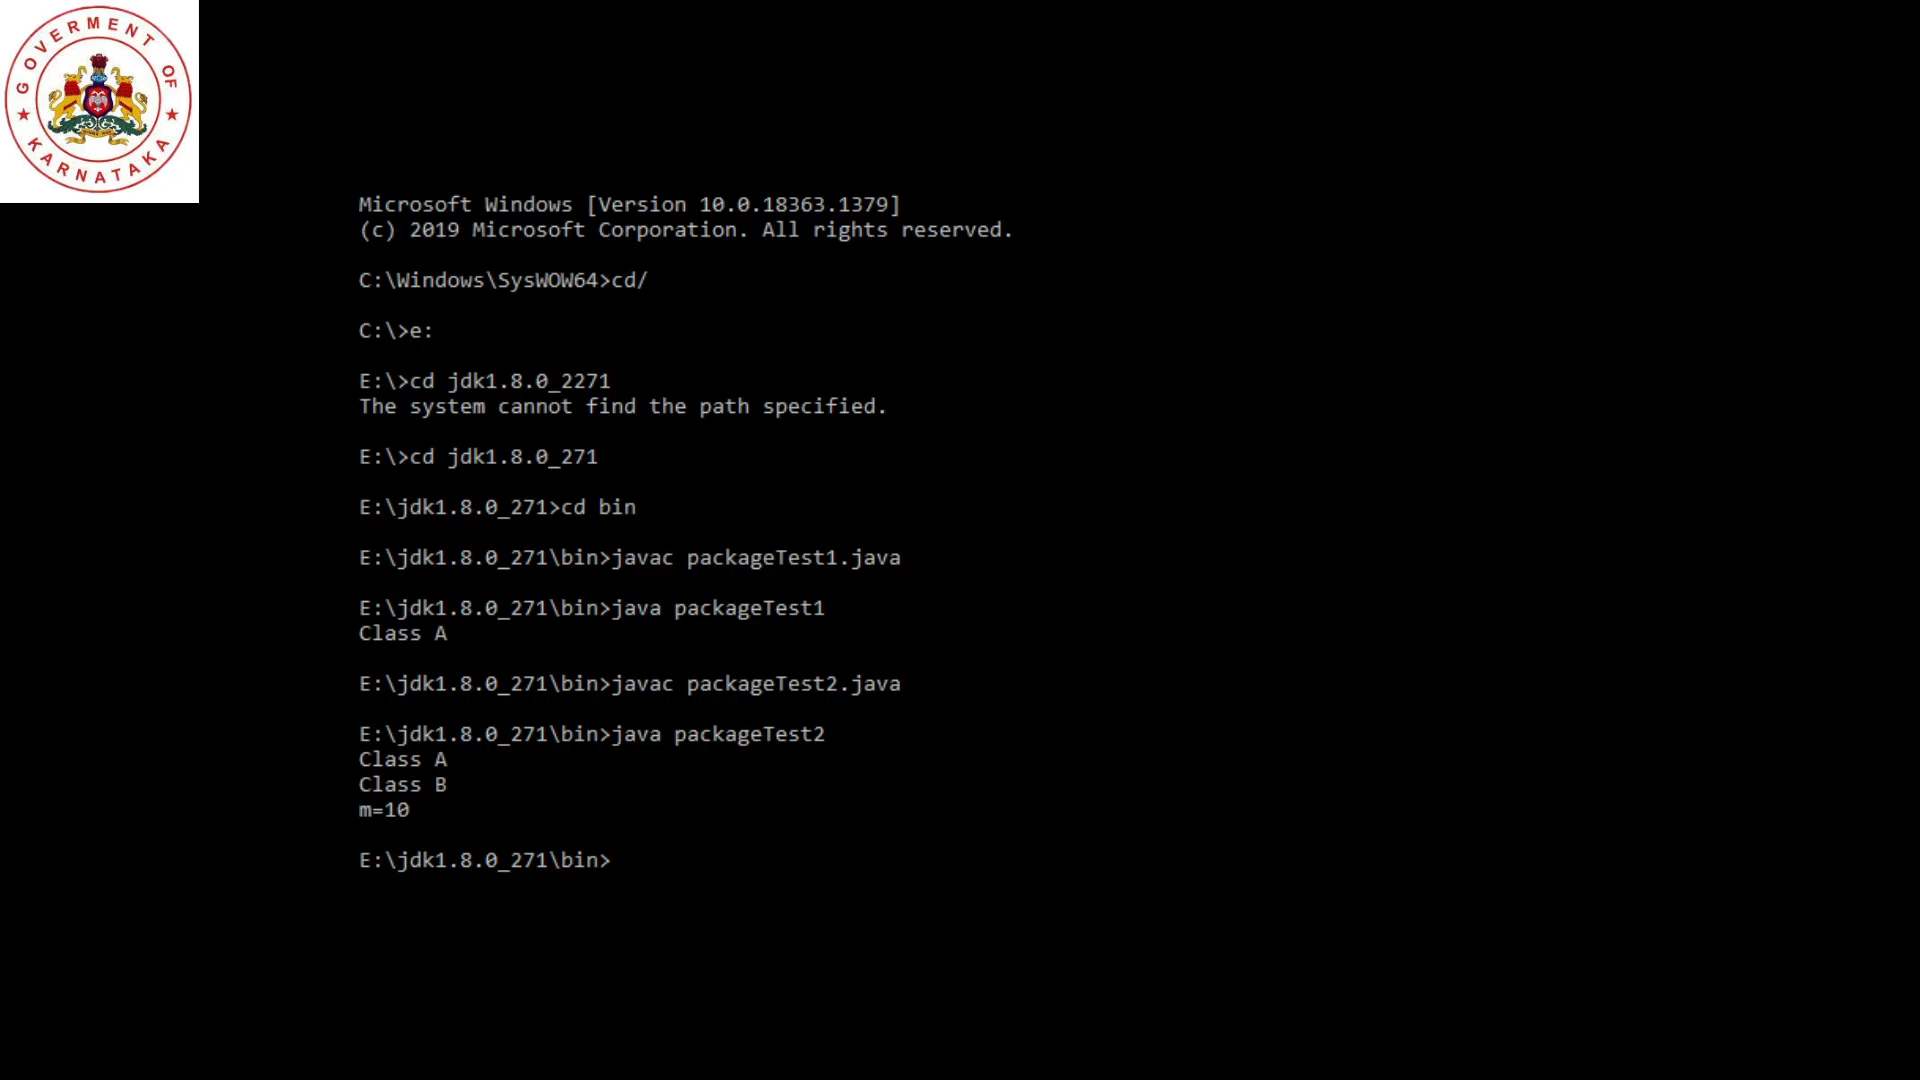 GOVERMENT OF
KARNATAKA
Microsoft Windows [Version 10.0.18363.1379]
(c) 2019 Microsoft Corporation. All rights reserved.
C:\Windows\SysWOW64>cd/
C:\>e:
E:\>cd jdk1.8.0_2271
The system cannot find the path specified.
E:\>cd jdk1.8.0_271
E:\jdk1.8.0_271>cd bin
E:\jdk1.8.0_271\bin>javac packageTest1.java
E:\jdk1.8.0_271\bin>java packageTest1
Class A
E:\jdk1.8.0_271\bin>javac packageTest2.java
E:\jdk1.8.0_271\bin>java packageTest2
Class A
Class B
m=10
E:\jdk1.8.0_271\bin>